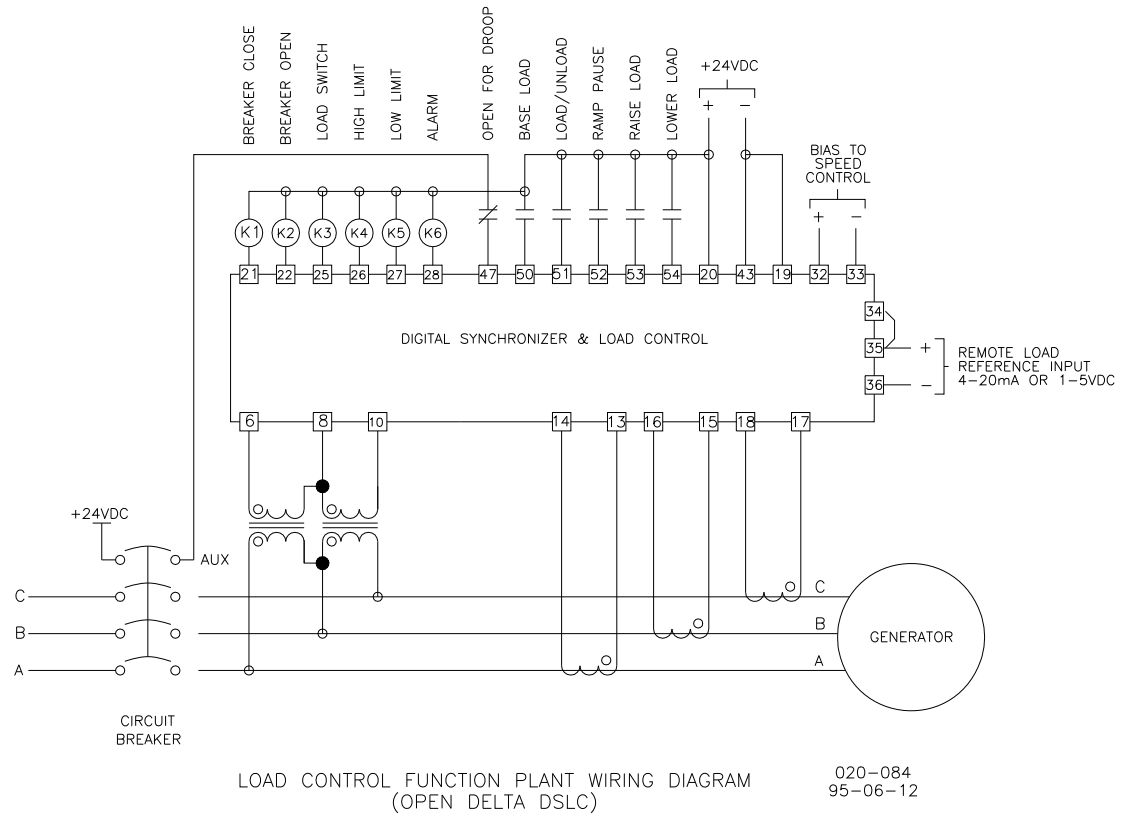 BREAKER CLOSE
BREAKER OPEN
LOAD SWITCH
HIGH LIMIT
LOW LIMIT
ALARM
OPEN FOR DROOP
BASE LOAD
LOAD/UNLOAD
RAMP PAUSE
RAISE LOAD
LOWER LOAD
+24VDC
+ −
BIAS TO
SPEED
CONTROL
+ −
K1 K2 K3 K4 K5 K6
21 22 25 26 27 28 47 50 51 52 53 54 20 43 19 32 33
34
DIGITAL SYNCHRONIZER & LOAD CONTROL
35 +
36 −
REMOTE LOAD
REFERENCE INPUT
4−20mA OR 1−5VDC
6 8 10 14 13 16 15 18 17
+24VDC
AUX
C C
B B
A A
GENERATOR
CIRCUIT
BREAKER
LOAD CONTROL FUNCTION PLANT WIRING DIAGRAM
(OPEN DELTA DSLC)
020−084
95−06−12